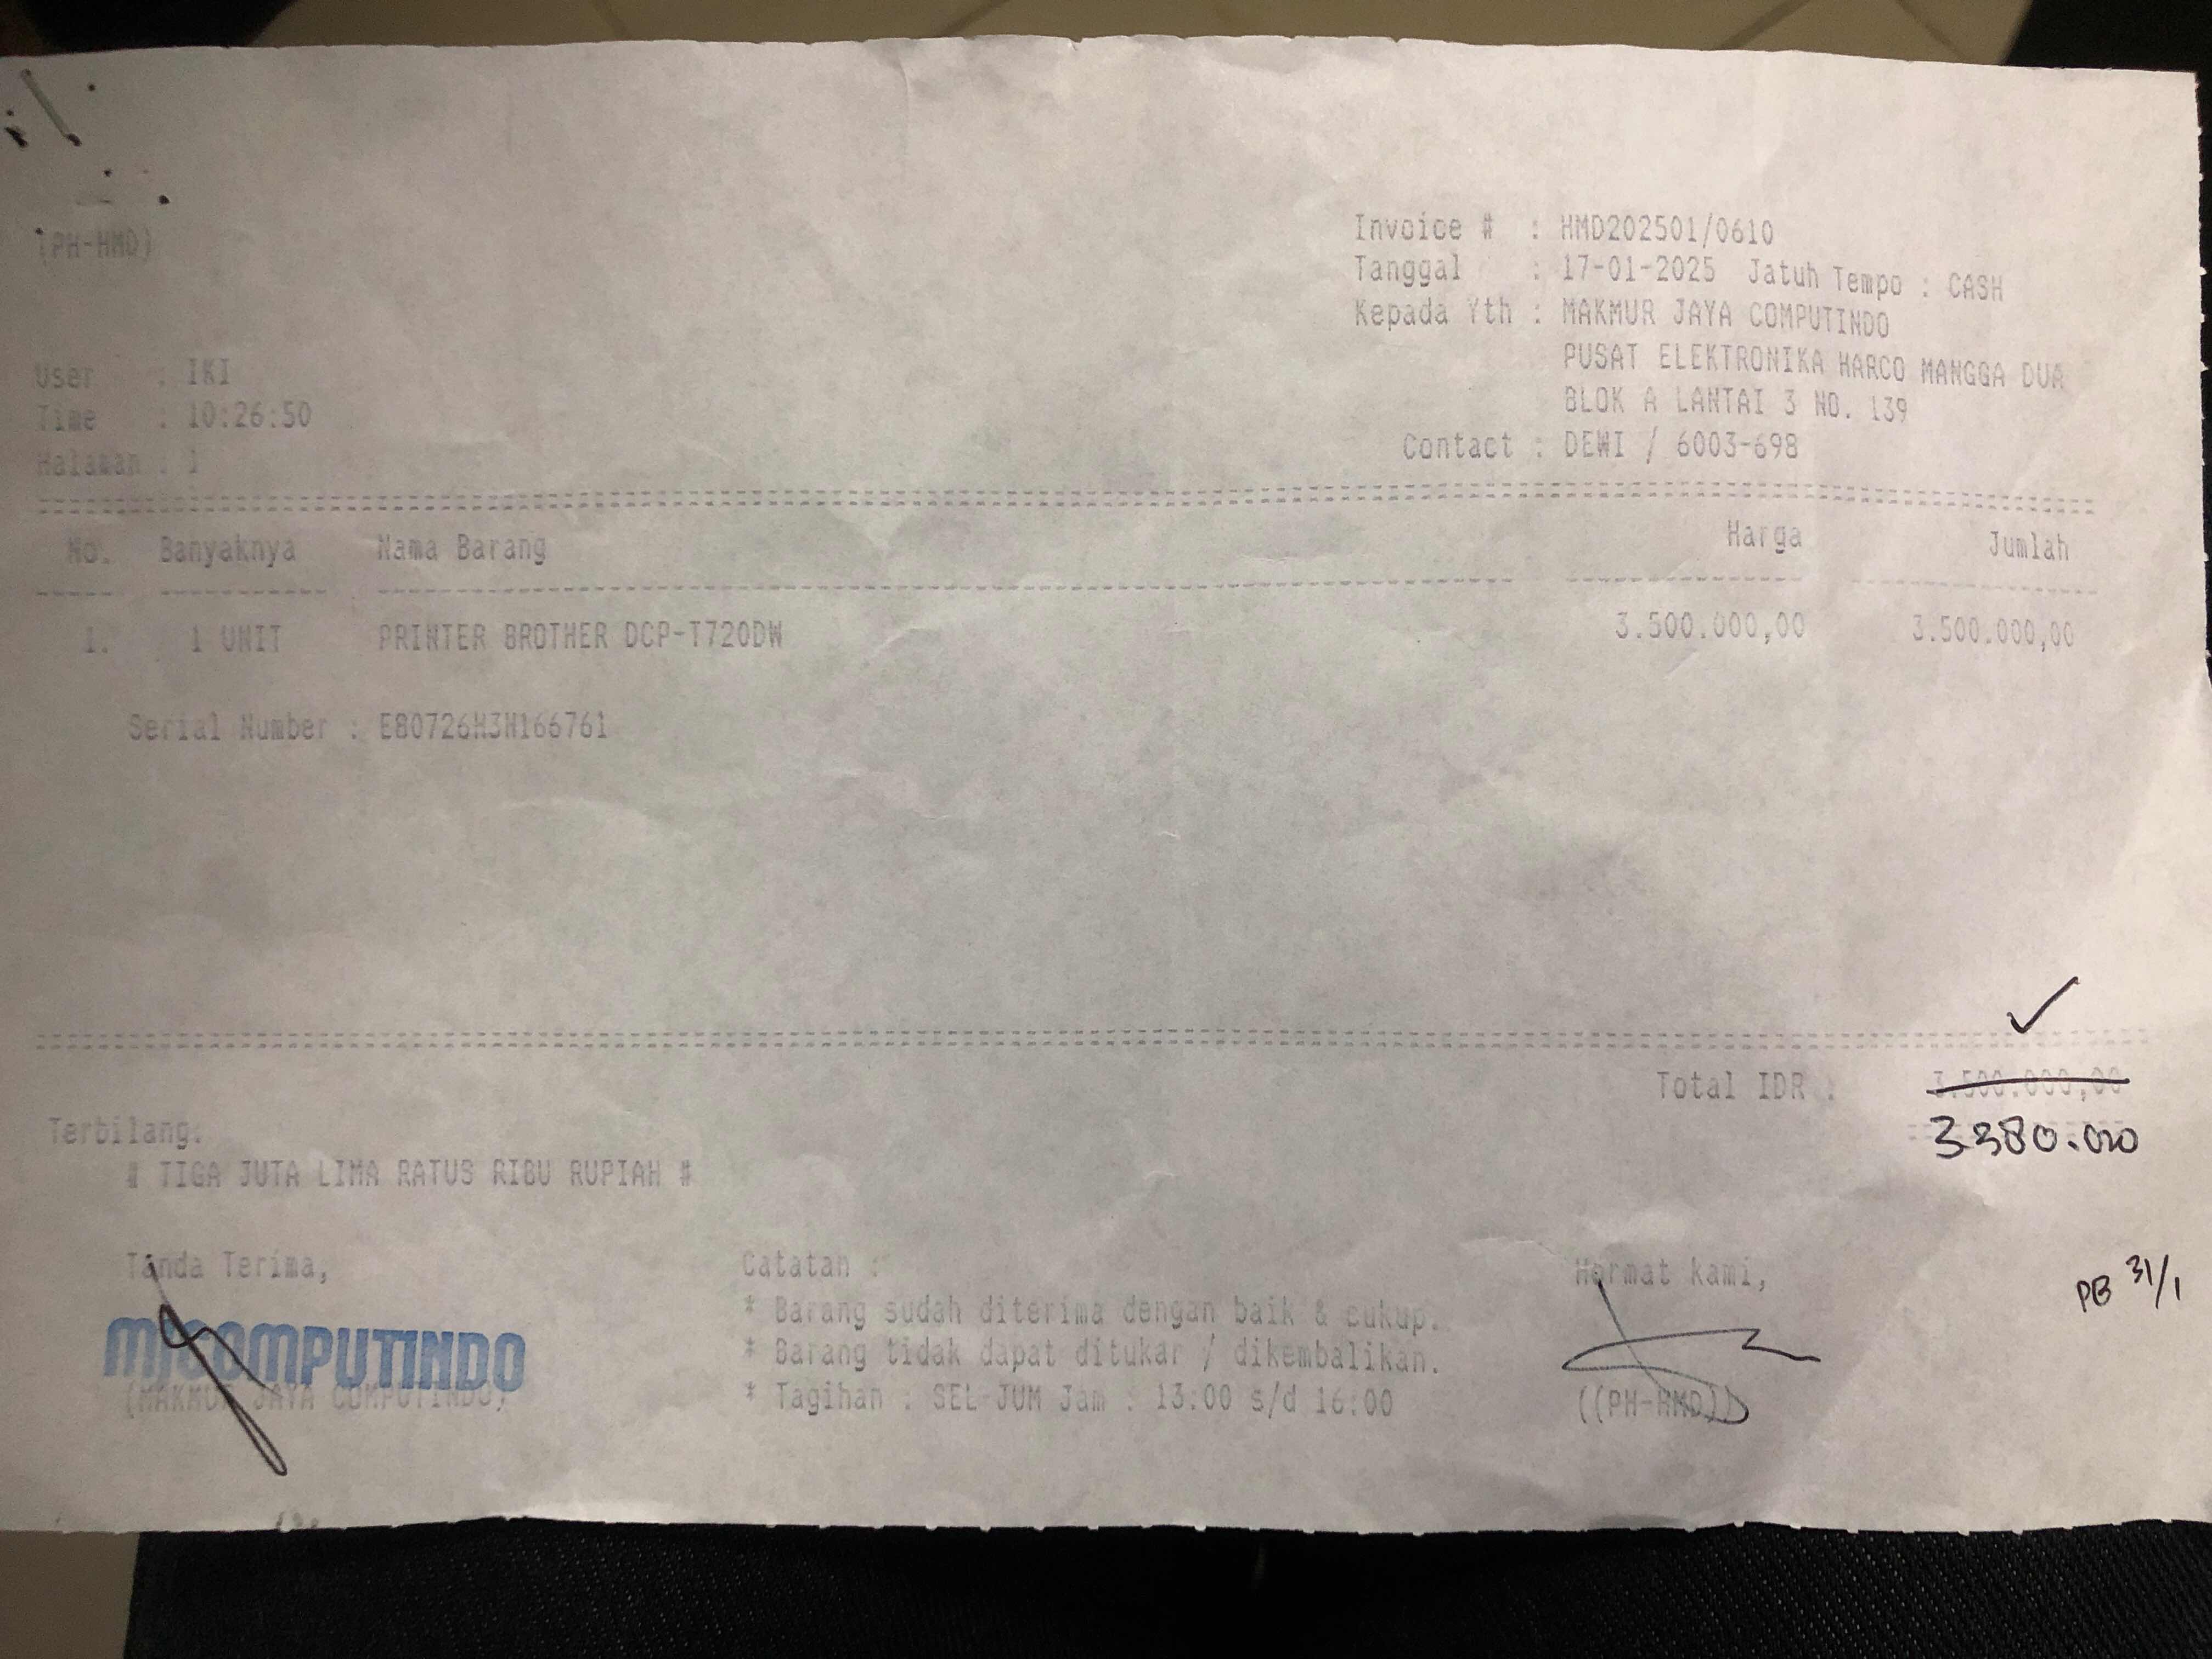 (PH-HMD)
Invoice # : HMD202501/0610
Tanggal : 17-01-2025 Jatuh Tempo : CASH
Kepada Yth : MAKMUR JAYA COMPUTINDO
PUSAT ELEKTRONIKA HARCO MANGGA DUA
BLOK A LANTAI 3 NO. 139
Contact : DEWI / 6003-698
User : IKI
Time : 10:26:50
Halaman : 1
No. Banyaknya Nama Barang Harga Jumlah
1. 1 UNIT PRINTER BROTHER DCP-T720DW 3.500.000,00 3.500.000,00
Serial Number : E80726H3H166761
Total IDR : 3.500.000,00
3380.000
Terbilang:
# TIGA JUTA LIMA RATUS RIBU RUPIAH #
Tanda Terima,
MJCOMPUTINDO
(MAKMUR JAYA COMPUTINDO)
Catatan :
* Barang sudah diterima dengan baik & cukup.
* Barang tidak dapat ditukar / dikembalikan.
* Tagihan : SEL-JUM Jam : 13:00 s/d 16:00
Hormat kami,
((PH-HMD))
PB 31/1